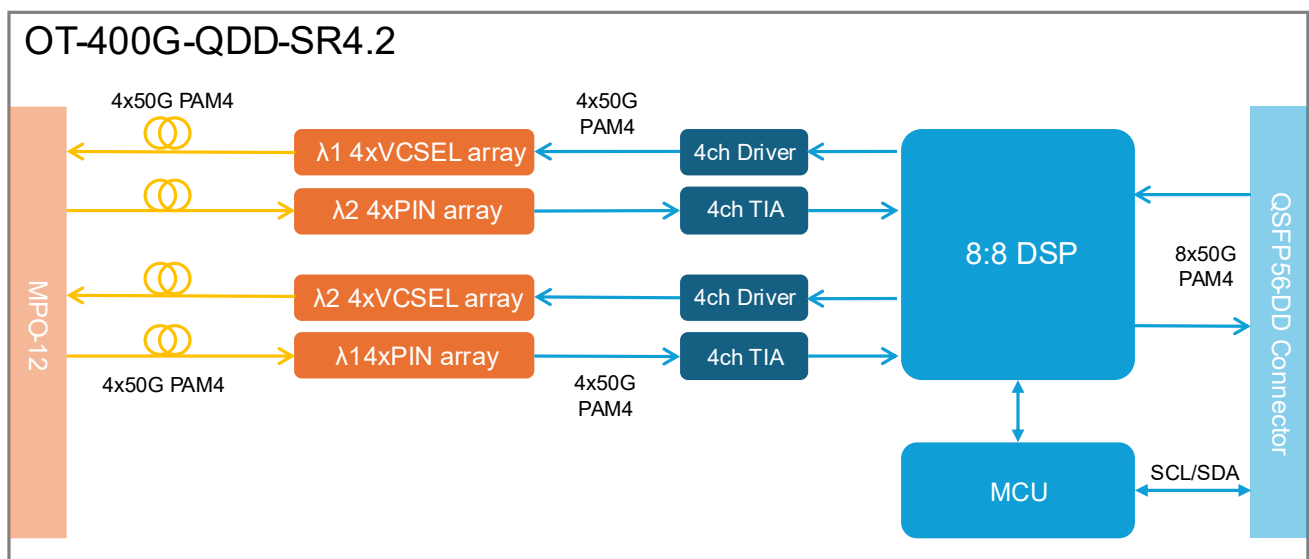 OT-400G-QDD-SR4.2
4x50G PAM4
4x50G
PAM4
λ1 4xVCSEL array
4ch Driver
λ2 4xPIN array
4ch TIA
8:8 DSP
8x50G
PAM4
MPO-12
QSFP56-DD Connector
λ2 4xVCSEL array
4ch Driver
λ14xPIN array
4ch TIA
4x50G PAM4
4x50G
PAM4
MCU
SCL/SDA